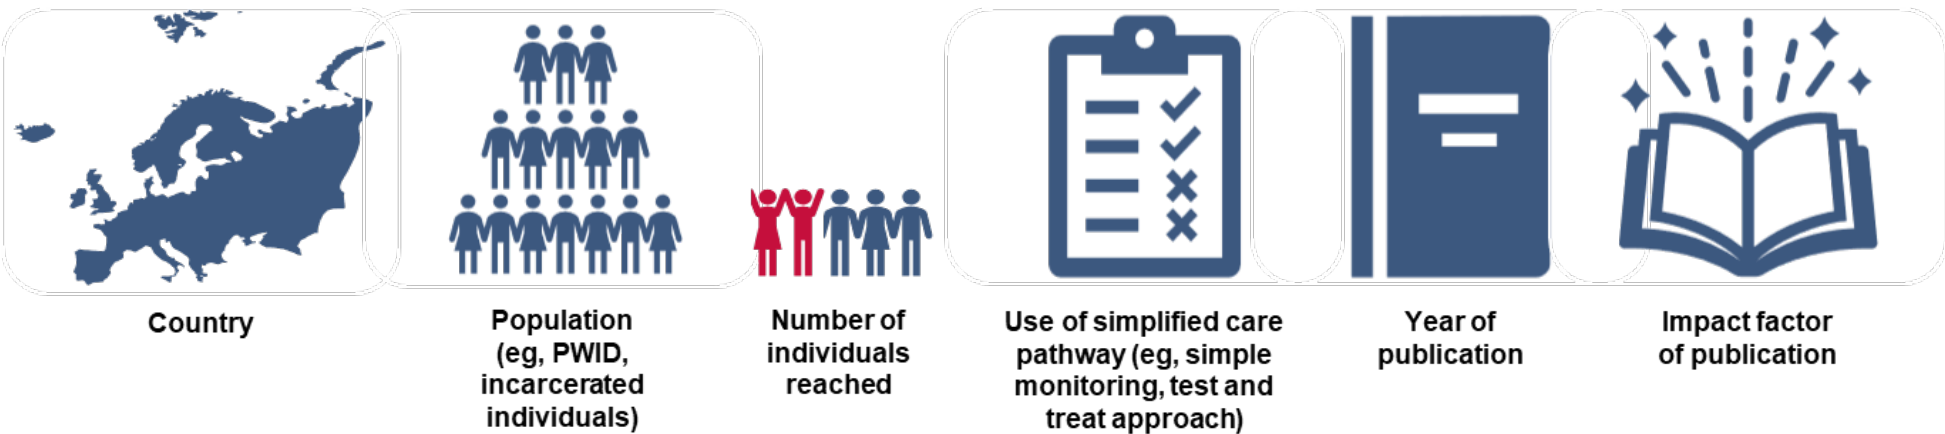 Country
Population
(eg, PWID,
incarcerated
individuals)
Number of
individuals
reached
Use of simplified care
pathway (eg, simple
monitoring, test and
treat approach)
Year of
publication
Impact factor
of publication